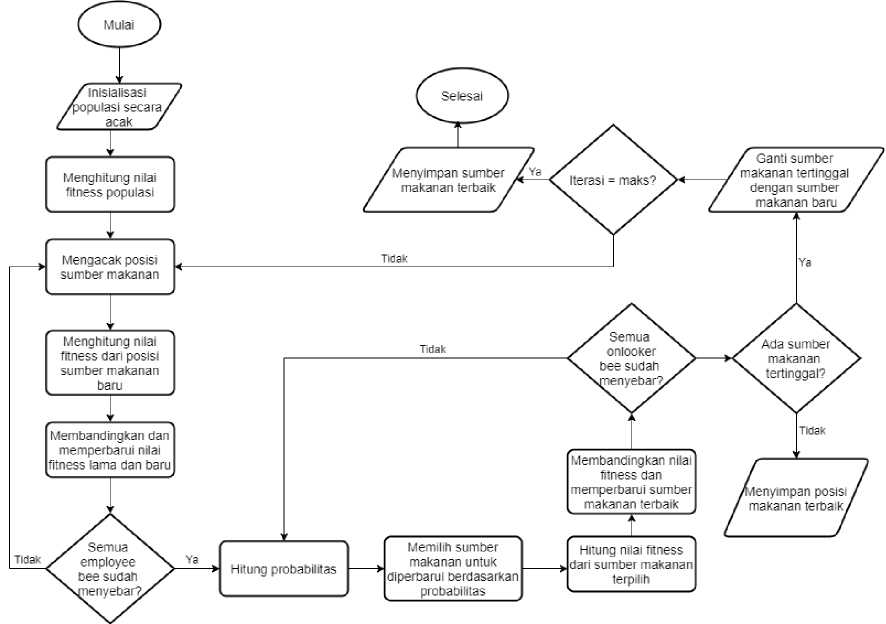 Mulai
Inisialisasi
populasi secara
acak
Menghitung nilai
fitness populasi
Mengacak posisi
sumber makanan
Menghitung nilai
fitness dari posisi
sumber makanan
baru
Membandingkan dan
memperbarui nilai
fitness lama dan baru
Semua
employee
bee sudah
menyebar?
Tidak
Ya
Hitung probabilitas
Memilih sumber
makanan untuk
diperbarui berdasarkan
probabilitas
Hitung nilai fitness
dari sumber makanan
terpilih
Membandingkan nilai
fitness dan
memperbarui sumber
makanan terbaik
Semua
onlooker
bee sudah
menyebar?
Tidak
Ada sumber
makanan
tertinggal?
Tidak
Menyimpan posisi
makanan terbaik
Ya
Ganti sumber
makanan tertinggal
dengan sumber
makanan baru
Iterasi = maks?
Tidak
Ya
Menyimpan sumber
makanan terbaik
Selesai